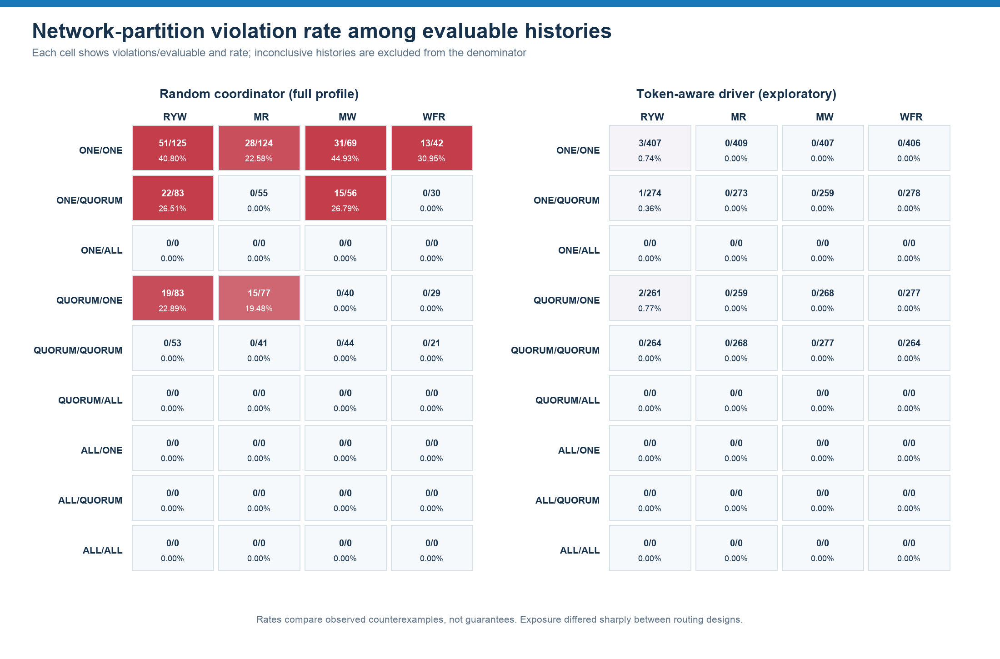 Network-partition violation rate among evaluable histories
Each cell shows violations/evaluable and rate; inconclusive histories are excluded from the denominator
Random coordinator (full profile)
RYW MR MW WFR
ONE/ONE 51/125 28/124 31/69 13/42
40.80% 22.58% 44.93% 30.95%
ONE/QUORUM 22/83 0/55 15/56 0/30
26.51% 0.00% 26.79% 0.00%
ONE/ALL 0/0 0/0 0/0 0/0
0.00% 0.00% 0.00% 0.00%
QUORUM/ONE 19/83 15/77 0/40 0/29
22.89% 19.48% 0.00% 0.00%
QUORUM/QUORUM 0/53 0/41 0/44 0/21
0.00% 0.00% 0.00% 0.00%
QUORUM/ALL 0/0 0/0 0/0 0/0
0.00% 0.00% 0.00% 0.00%
ALL/ONE 0/0 0/0 0/0 0/0
0.00% 0.00% 0.00% 0.00%
ALL/QUORUM 0/0 0/0 0/0 0/0
0.00% 0.00% 0.00% 0.00%
ALL/ALL 0/0 0/0 0/0 0/0
0.00% 0.00% 0.00% 0.00%
Token-aware driver (exploratory)
RYW MR MW WFR
ONE/ONE 3/407 0/409 0/407 0/406
0.74% 0.00% 0.00% 0.00%
ONE/QUORUM 1/274 0/273 0/259 0/278
0.36% 0.00% 0.00% 0.00%
ONE/ALL 0/0 0/0 0/0 0/0
0.00% 0.00% 0.00% 0.00%
QUORUM/ONE 2/261 0/259 0/268 0/277
0.77% 0.00% 0.00% 0.00%
QUORUM/QUORUM 0/264 0/268 0/277 0/264
0.00% 0.00% 0.00% 0.00%
QUORUM/ALL 0/0 0/0 0/0 0/0
0.00% 0.00% 0.00% 0.00%
ALL/ONE 0/0 0/0 0/0 0/0
0.00% 0.00% 0.00% 0.00%
ALL/QUORUM 0/0 0/0 0/0 0/0
0.00% 0.00% 0.00% 0.00%
ALL/ALL 0/0 0/0 0/0 0/0
0.00% 0.00% 0.00% 0.00%
Rates compare observed counterexamples, not guarantees. Exposure differed sharply between routing designs.